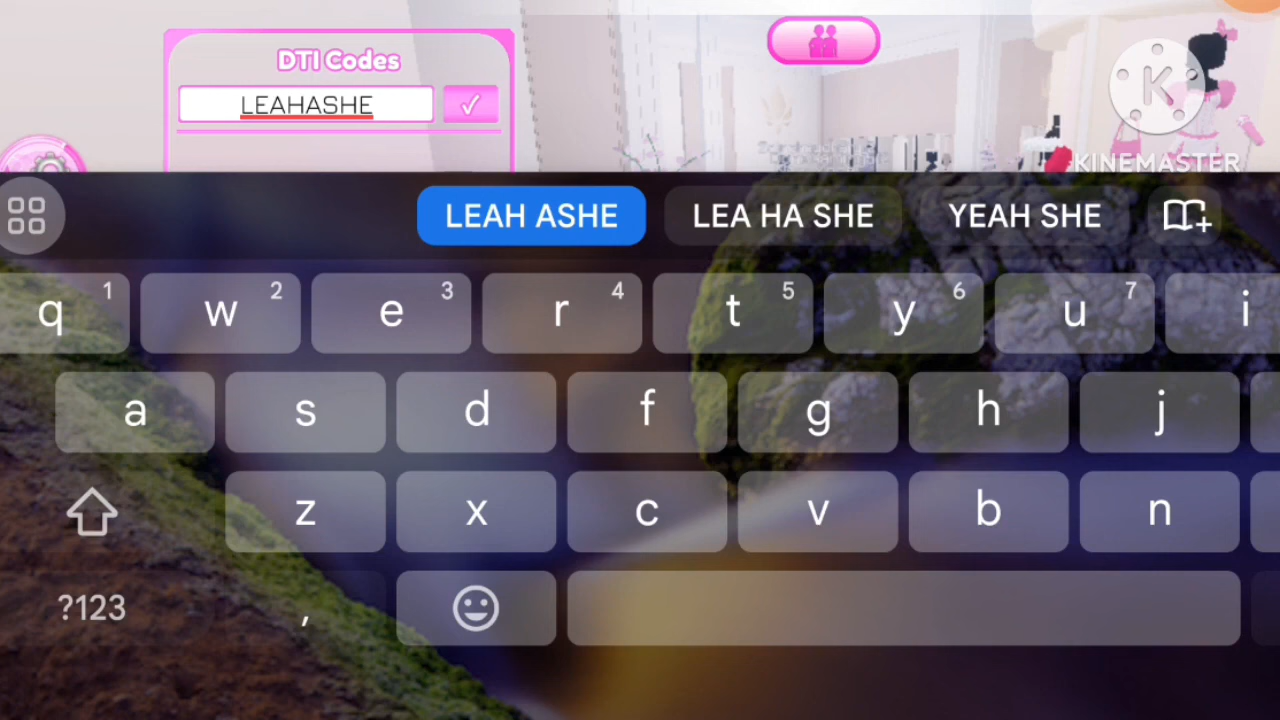 DTI Codes
LEAHASHE
KINEMASTER
LEAH ASHE LEA HA SHE YEAH SHE
q 1 w 2 e 3 r 4 t 5 y 6 u 7 i
a s d f g h j
z x c v b n
?123 ,